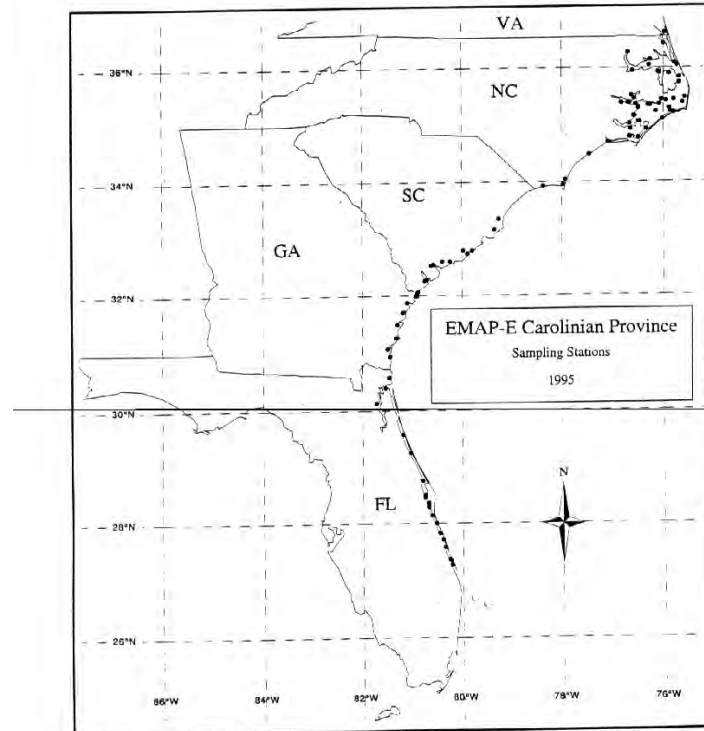 VA
36°N
NC
34°N
SC
GA
32°N
EMAP-E Carolinian Province
Sampling Stations
1995
30°N
N
FL
28°N
26°N
86°W
84°W
82°W
80°W
78°W
76°W